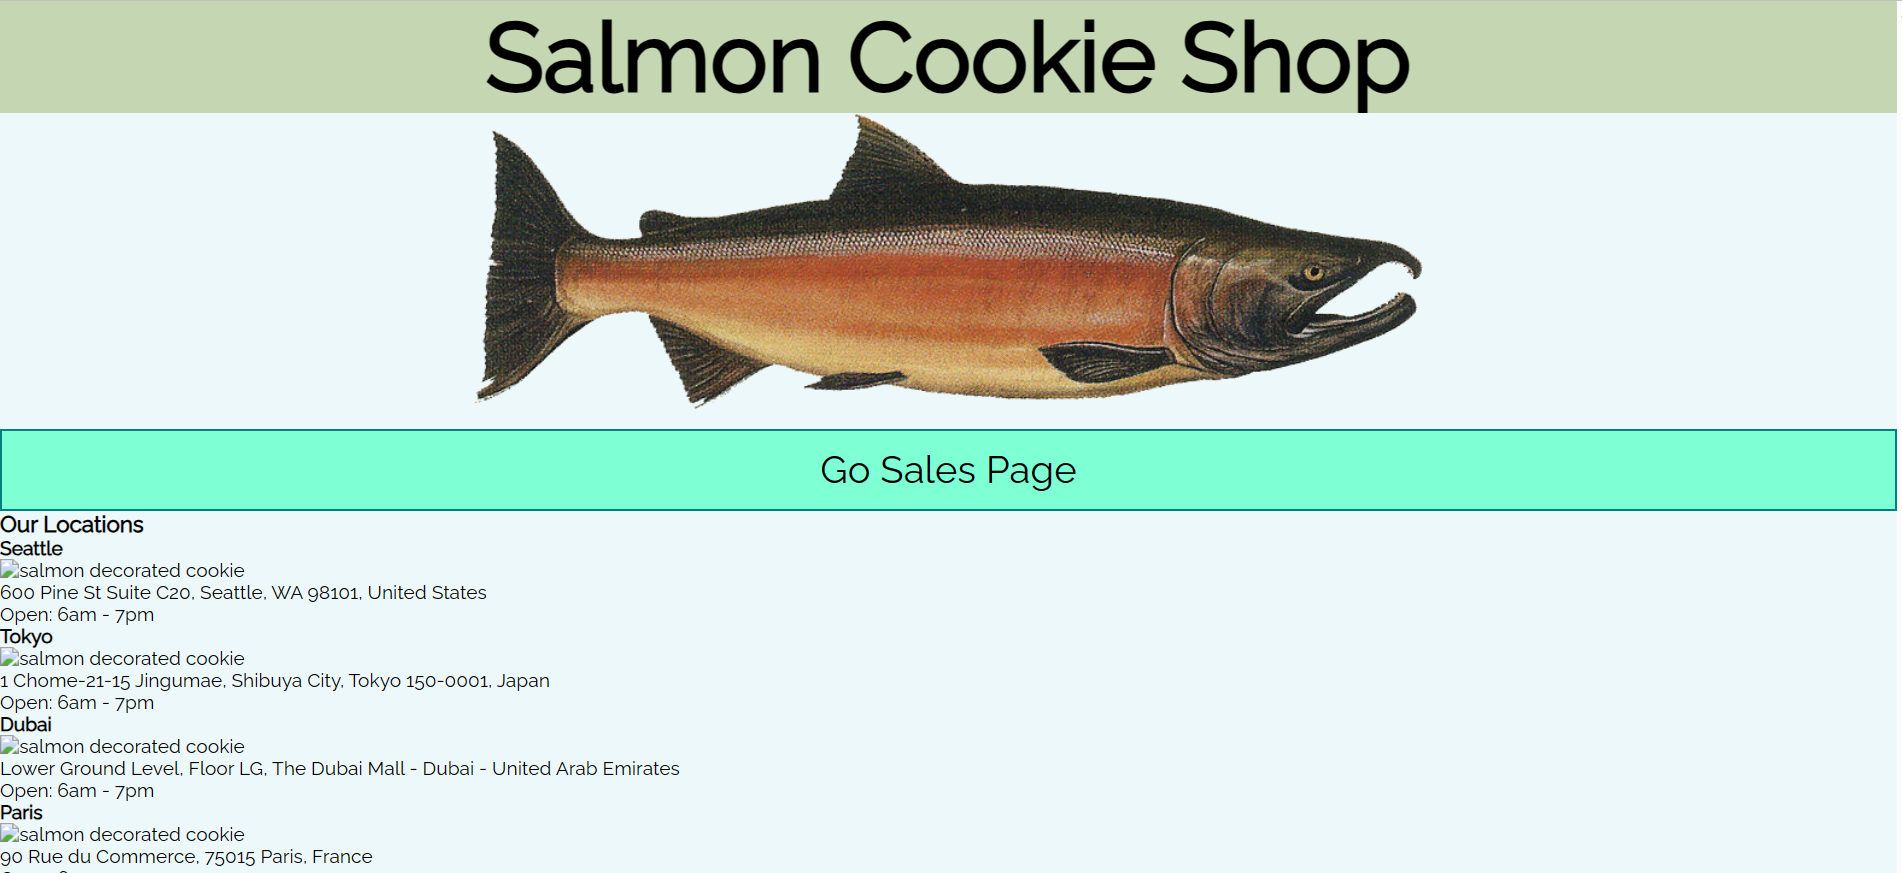 Salmon Cookie Shop
Go Sales Page
Our Locations
Seattle
salmon decorated cookie
600 Pine St Suite C20, Seattle, WA 98101, United States
Open: 6am - 7pm
Tokyo
salmon decorated cookie
1 Chome-21-15 Jingumae, Shibuya City, Tokyo 150-0001, Japan
Open: 6am - 7pm
Dubai
salmon decorated cookie
Lower Ground Level, Floor LG, The Dubai Mall - Dubai - United Arab Emirates
Open: 6am - 7pm
Paris
salmon decorated cookie
90 Rue du Commerce, 75015 Paris, France